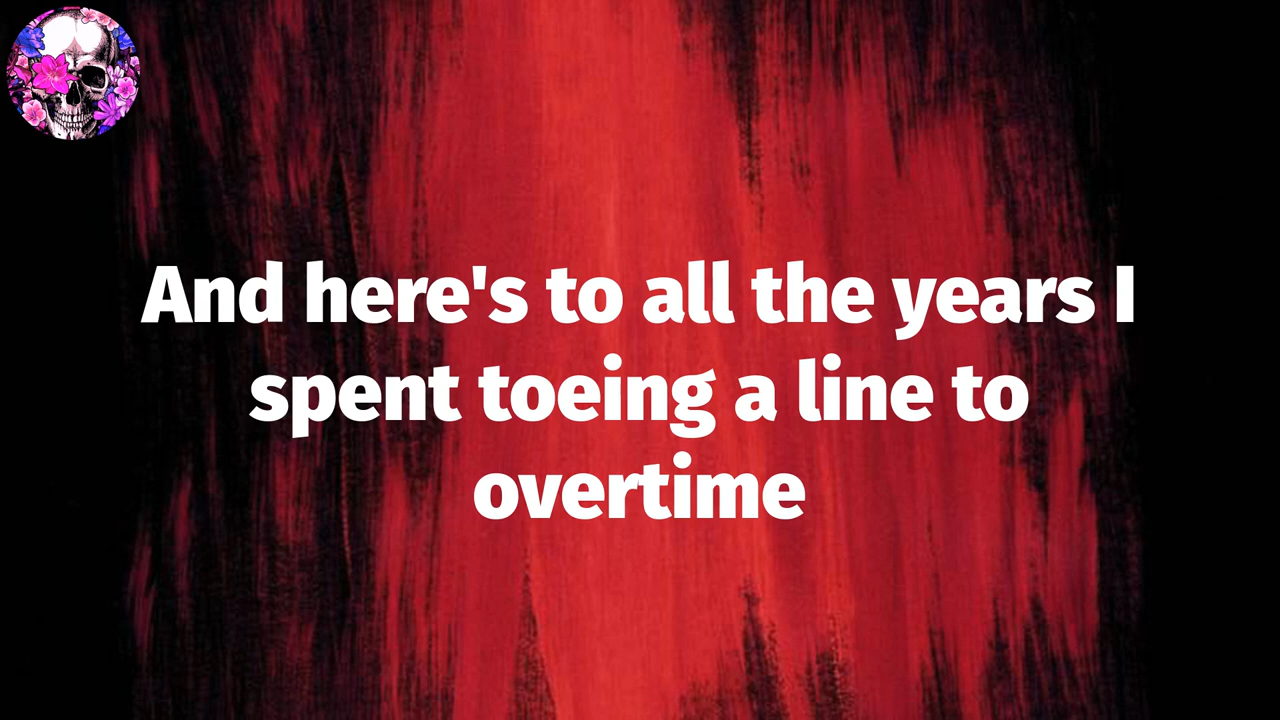 And here's to all the years I
spent toeing a line to
overtime